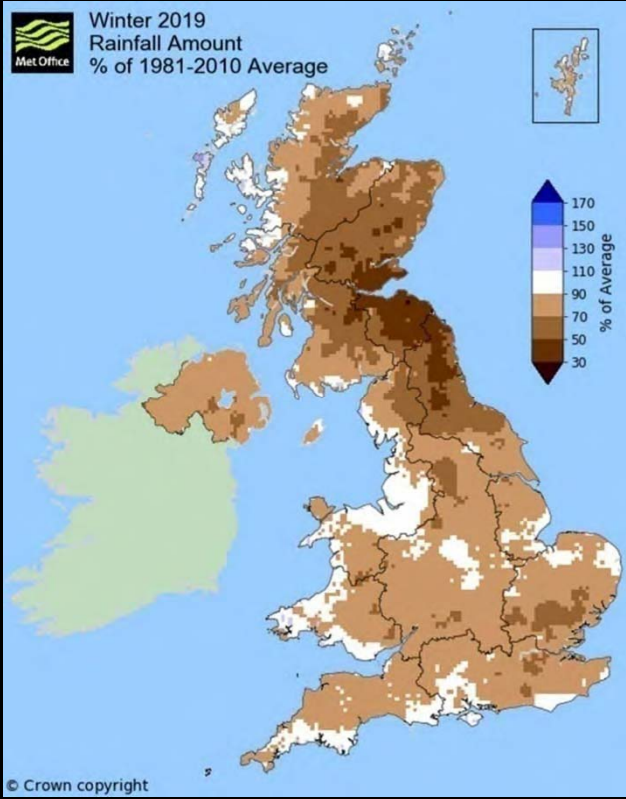 Met Office
Winter 2019
Rainfall Amount
% of 1981-2010 Average
170
150
130
110
90
70
50
30
% of Average
© Crown copyright